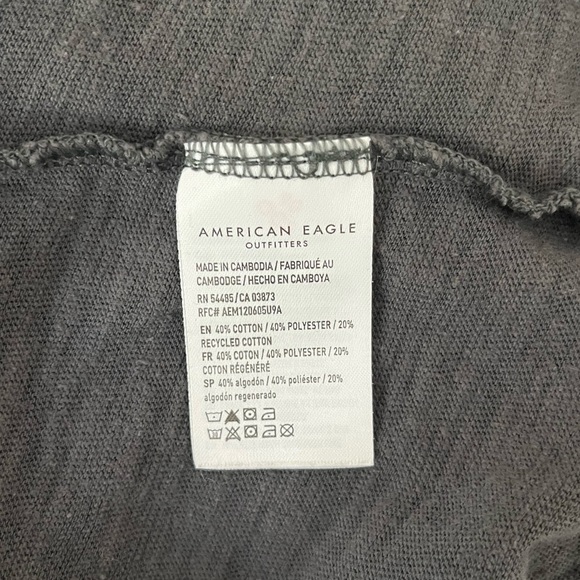 AMERICAN EAGLE
OUTFITTERS
MADE IN CAMBODIA / FABRIQUÉ AU
CAMBODGE / HECHO EN CAMBOYA
RN 54485/CA 03873
RFC# AEM120605U9A
EN 40% COTTON / 40% POLYESTER / 20%
RECYCLED COTTON
FR 40% COTON / 40% POLYESTER / 20%
COTON RÉGÉNÉRÉ
SP 40% algodón / 40% poliéster / 20%
algodón regenerado